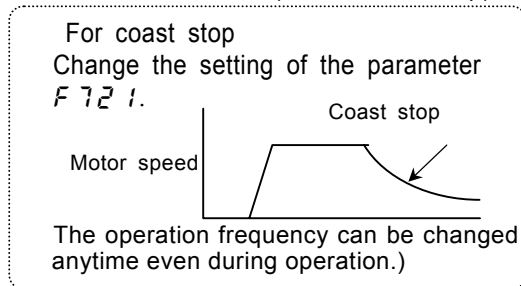 For coast stop
Change the setting of the parameter
F721.
Coast stop
Motor speed
The operation frequency can be changed
anytime even during operation.)